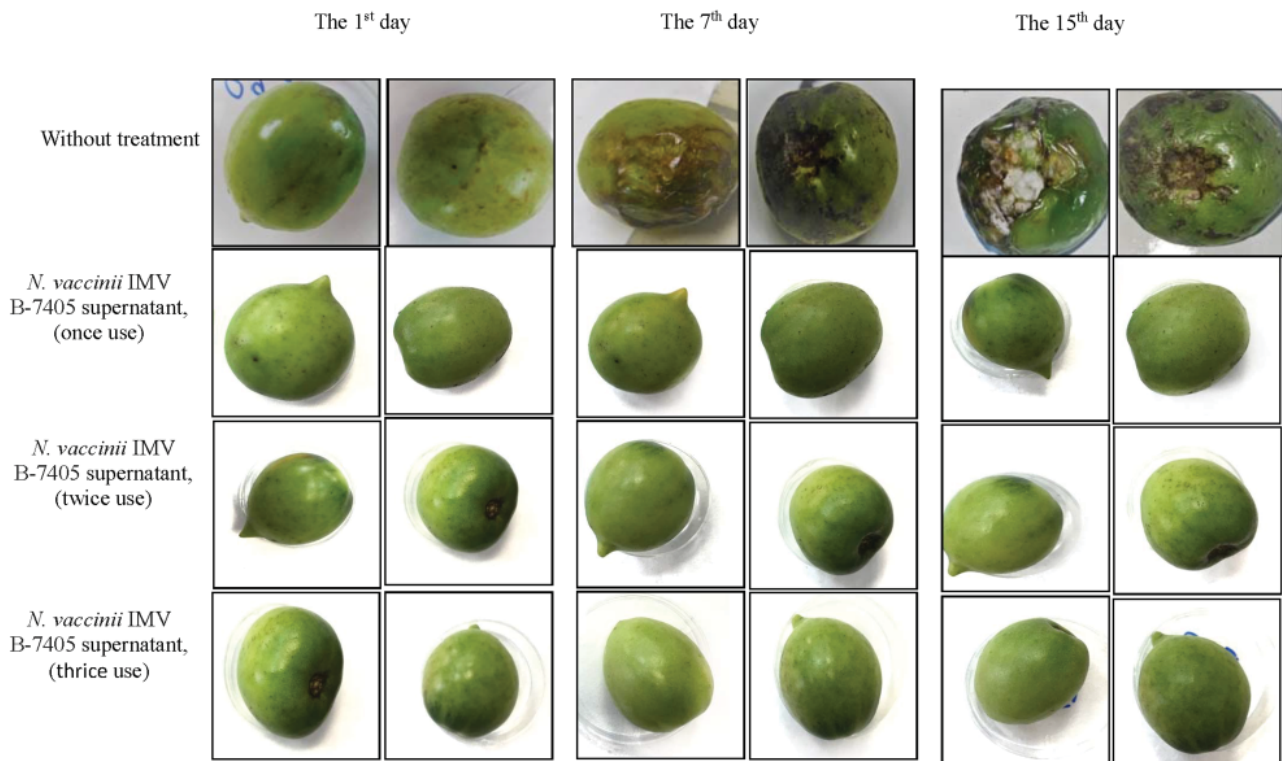 The 1st day The 7th day The 15th day
Without treatment
N. vaccinii IMV
B-7405 supernatant,
(once use)
N. vaccinii IMV
B-7405 supernatant,
(twice use)
N. vaccinii IMV
B-7405 supernatant,
(thrice use)